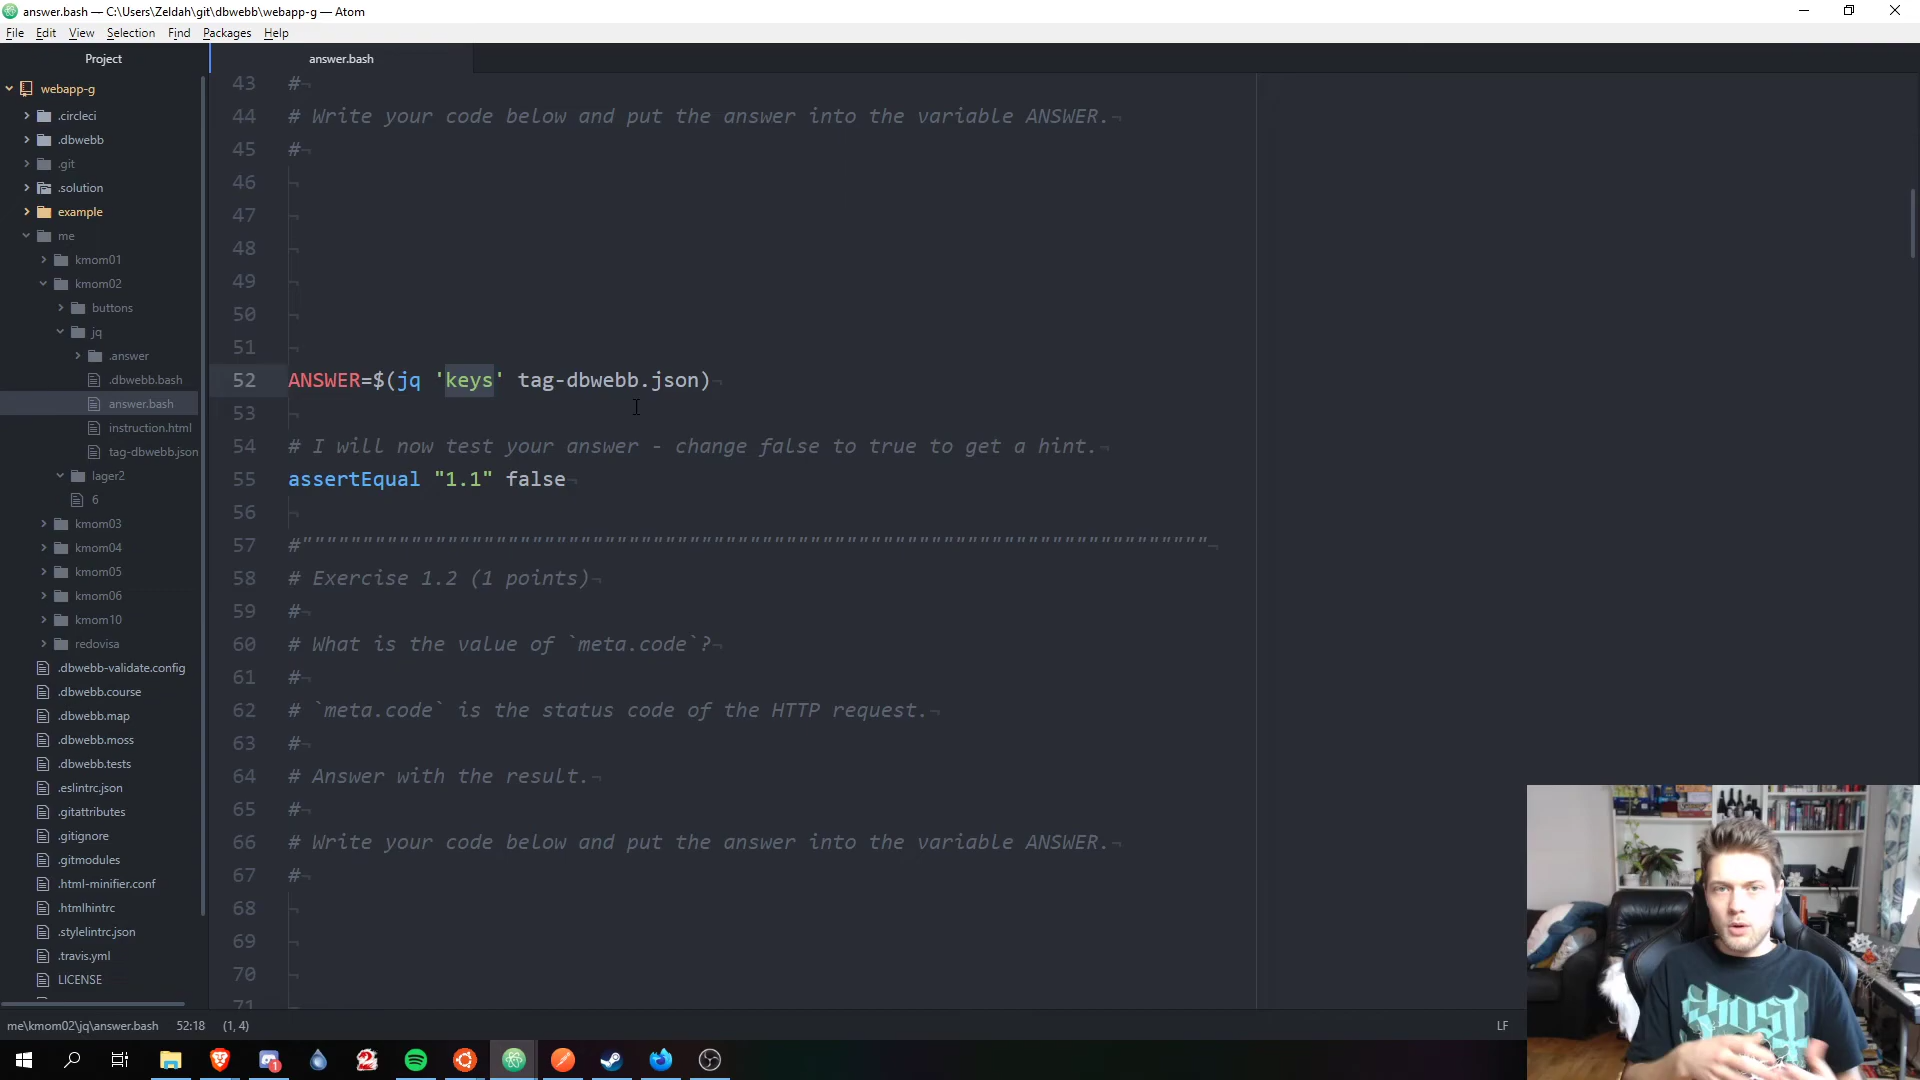 answer.bash — C:\Users\Zeldah\git\dbwebb\webapp-g — Atom
File Edit View Selection Find Packages Help
Project
answer.bash
webapp-g
.circleci
.dbwebb
.git
.solution
example
me
kmom01
kmom02
buttons
jq
.answer
.dbwebb.bash
answer.bash
instruction.html
tag-dbwebb.json
lager2
6
kmom03
kmom04
kmom05
kmom06
kmom10
redovisa
.dbwebb-validate.config
.dbwebb.course
.dbwebb.map
.dbwebb.moss
.dbwebb.tests
.eslintrc.json
.gitattributes
.gitignore
.gitmodules
.html-minifier.conf
.htmlhintrc
.stylelintrc.json
.travis.yml
LICENSE
43 #¬
44 # Write your code below and put the answer into the variable ANSWER.¬
45 #¬
46 ¬
47 ¬
48 ¬
49 ¬
50 ¬
51 ¬
52 ANSWER=$(jq 'keys' tag-dbwebb.json)¬
53 ¬
54 # I will now test your answer - change false to true to get a hint.¬
55 assertEqual "1.1" false¬
56 ¬
57 #"""""""""""""""""""""""""""""""""""""""""""""""""""""""""""""""""""""""""""¬
58 # Exercise 1.2 (1 points)¬
59 #¬
60 # What is the value of `meta.code`?¬
61 #¬
62 # `meta.code` is the status code of the HTTP request.¬
63 #¬
64 # Answer with the result.¬
65 #¬
66 # Write your code below and put the answer into the variable ANSWER.¬
67 #¬
68 ¬
69 ¬
70 ¬
71 ¬
me\kmom02\jq\answer.bash 52:18 (1, 4)
LF
1
2
Ghost